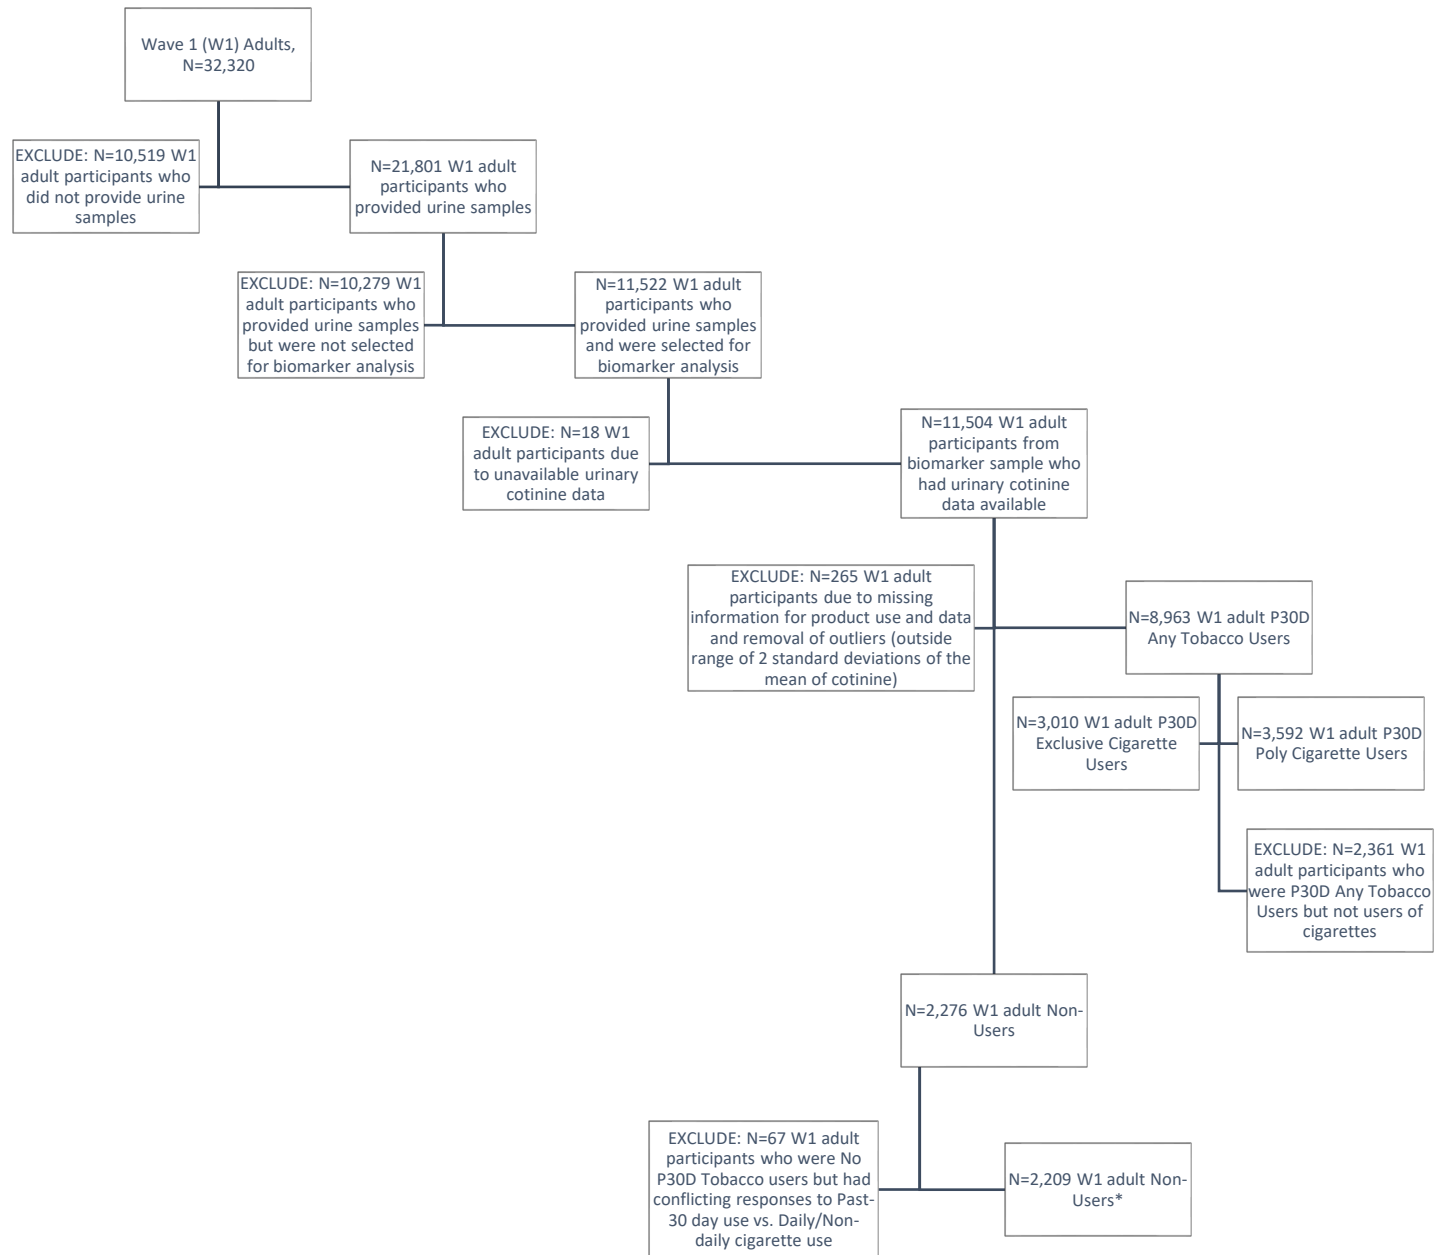 Wave 1 (W1) Adults,
N=32,320
EXCLUDE: N=10,519 W1
adult participants who
did not provide urine
samples
N=21,801 W1 adult
participants who
provided urine samples
EXCLUDE: N=10,279 W1
adult participants who
provided urine samples
but were not selected
for biomarker analysis
N=11,522 W1 adult
participants who
provided urine samples
and were selected for
biomarker analysis
EXCLUDE: N=18 W1
adult participants due
to unavailable urinary
cotinine data
N=11,504 W1 adult
participants from
biomarker sample who
had urinary cotinine
data available
EXCLUDE: N=265 W1 adult
participants due to missing
information for product use and data
and removal of outliers (outside
range of 2 standard deviations of the
mean of cotinine)
N=8,963 W1 adult P30D
Any Tobacco Users
N=3,010 W1 adult P30D
Exclusive Cigarette
Users
N=3,592 W1 adult P30D
Poly Cigarette Users
EXCLUDE: N=2,361 W1
adult participants who
were P30D Any Tobacco
Users but not users of
cigarettes
N=2,276 W1 adult Non-
Users
EXCLUDE: N=67 W1 adult
participants who were No
P30D Tobacco users but had
conflicting responses to Past-
30 day use vs. Daily/Non-
daily cigarette use
N=2,209 W1 adult Non-
Users*